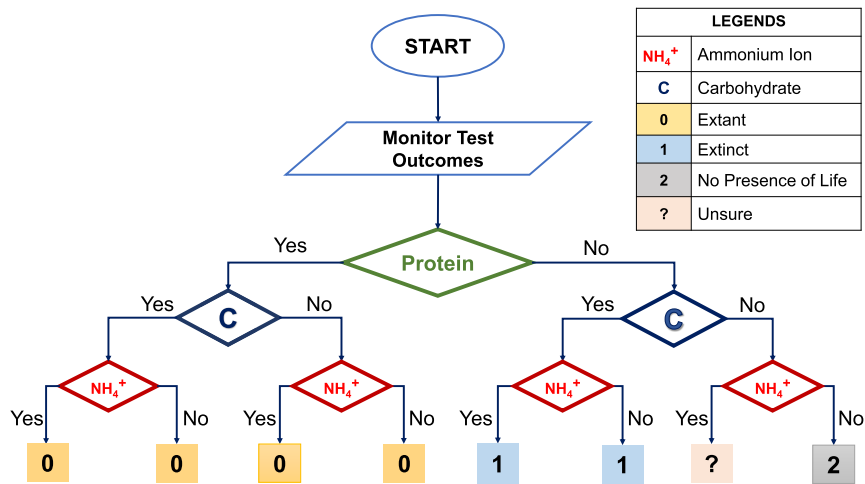 START
LEGENDS
NH₄⁺ Ammonium Ion
C Carbohydrate
0 Extant
1 Extinct
2 No Presence of Life
? Unsure
Monitor Test
Outcomes
Yes Protein No
Yes C No Yes C No
NH₄⁺ NH₄⁺ NH₄⁺ NH₄⁺
Yes No Yes No Yes No Yes No
0 0 0 0 1 1 ? 2